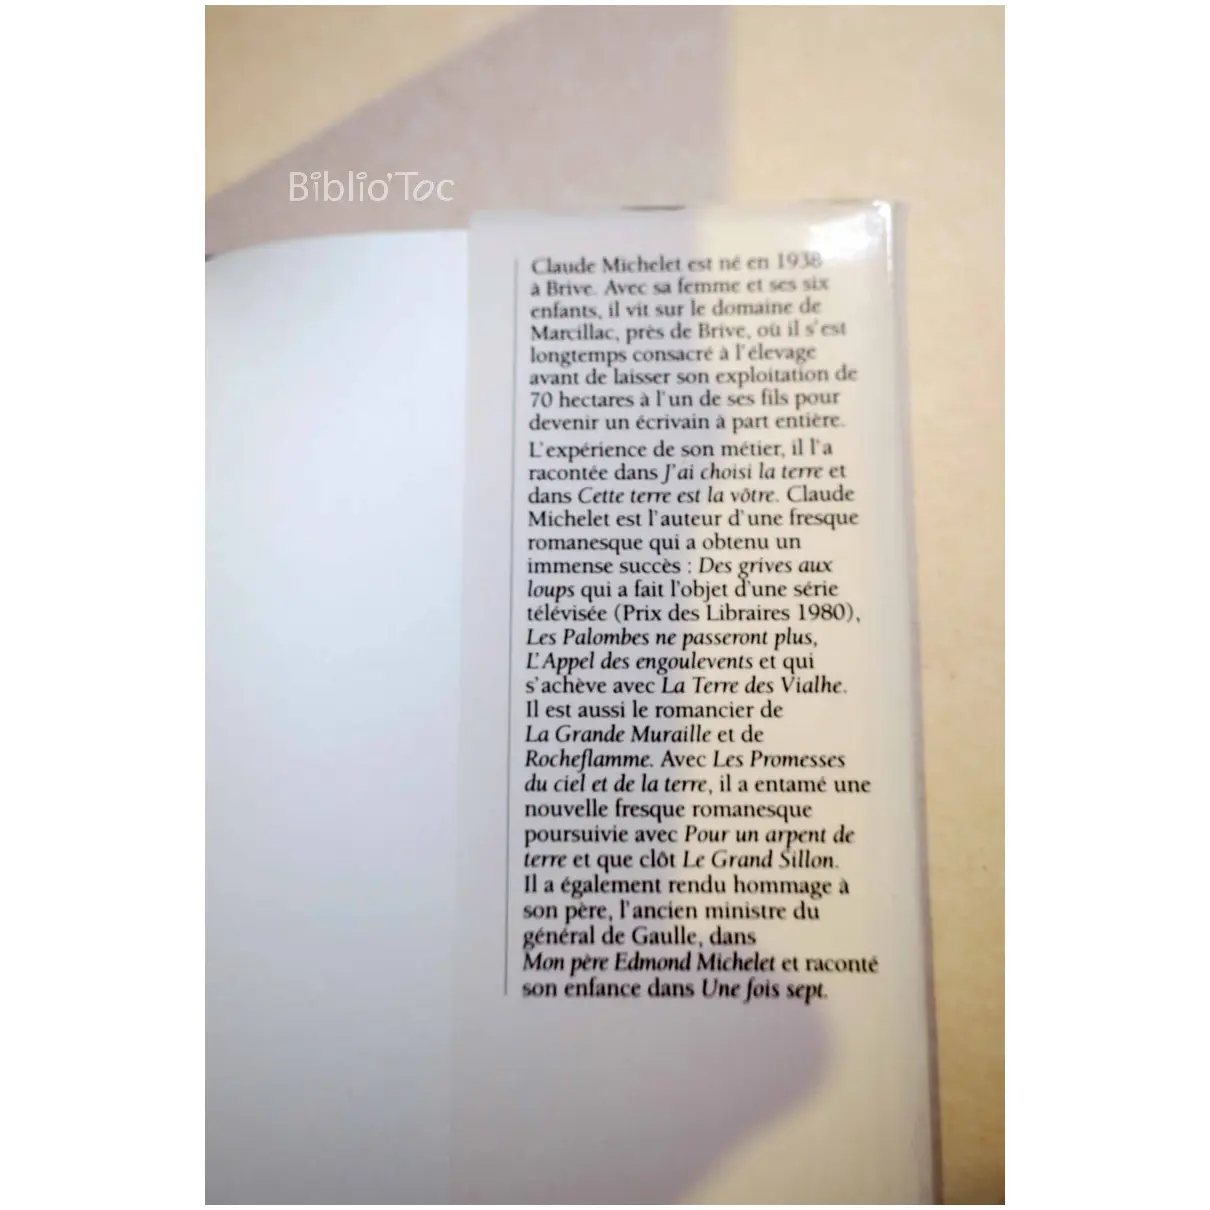 Biblio'Toc
Claude Michelet est né en 1938
à Brive. Avec sa femme et ses six
enfants, il vit sur le domaine de
Marcillac, près de Brive, où il s'est
longtemps consacré à l'élevage
avant de laisser son exploitation de
70 hectares à l'un de ses fils pour
devenir un écrivain à part entière.
L'expérience de son métier, il l'a
racontée dans J'ai choisi la terre et
dans Cette terre est la vôtre. Claude
Michelet est l'auteur d'une fresque
romanesque qui a obtenu un
immense succès : Des grives aux
loups qui a fait l'objet d'une série
télévisée (Prix des Libraires 1980),
Les Palombes ne passeront plus,
L'Appel des engoulevents et qui
s'achève avec La Terre des Vialhe.
Il est aussi le romancier de
La Grande Muraille et de
Rocheflamme. Avec Les Promesses
du ciel et de la terre, il a entamé une
nouvelle fresque romanesque
poursuivie avec Pour un arpent de
terre et que clôt Le Grand Sillon.
Il a également rendu hommage à
son père, l'ancien ministre du
général de Gaulle, dans
Mon père Edmond Michelet et raconté
son enfance dans Une fois sept.